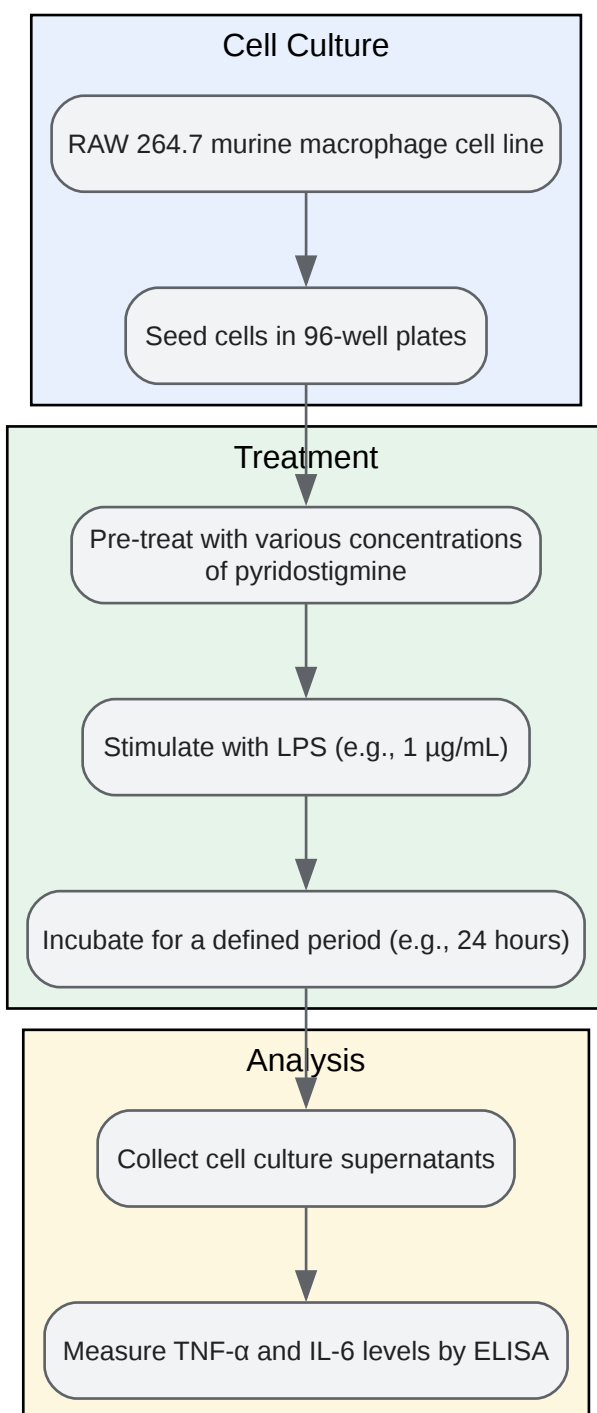 Cell Culture
RAW 264.7 murine macrophage cell line
Seed cells in 96-well plates
Treatment
Pre-treat with various concentrations
of pyridostigmine
Stimulate with LPS (e.g., 1 µg/mL)
Incubate for a defined period (e.g., 24 hours)
Analysis
Collect cell culture supernatants
Measure TNF-α and IL-6 levels by ELISA